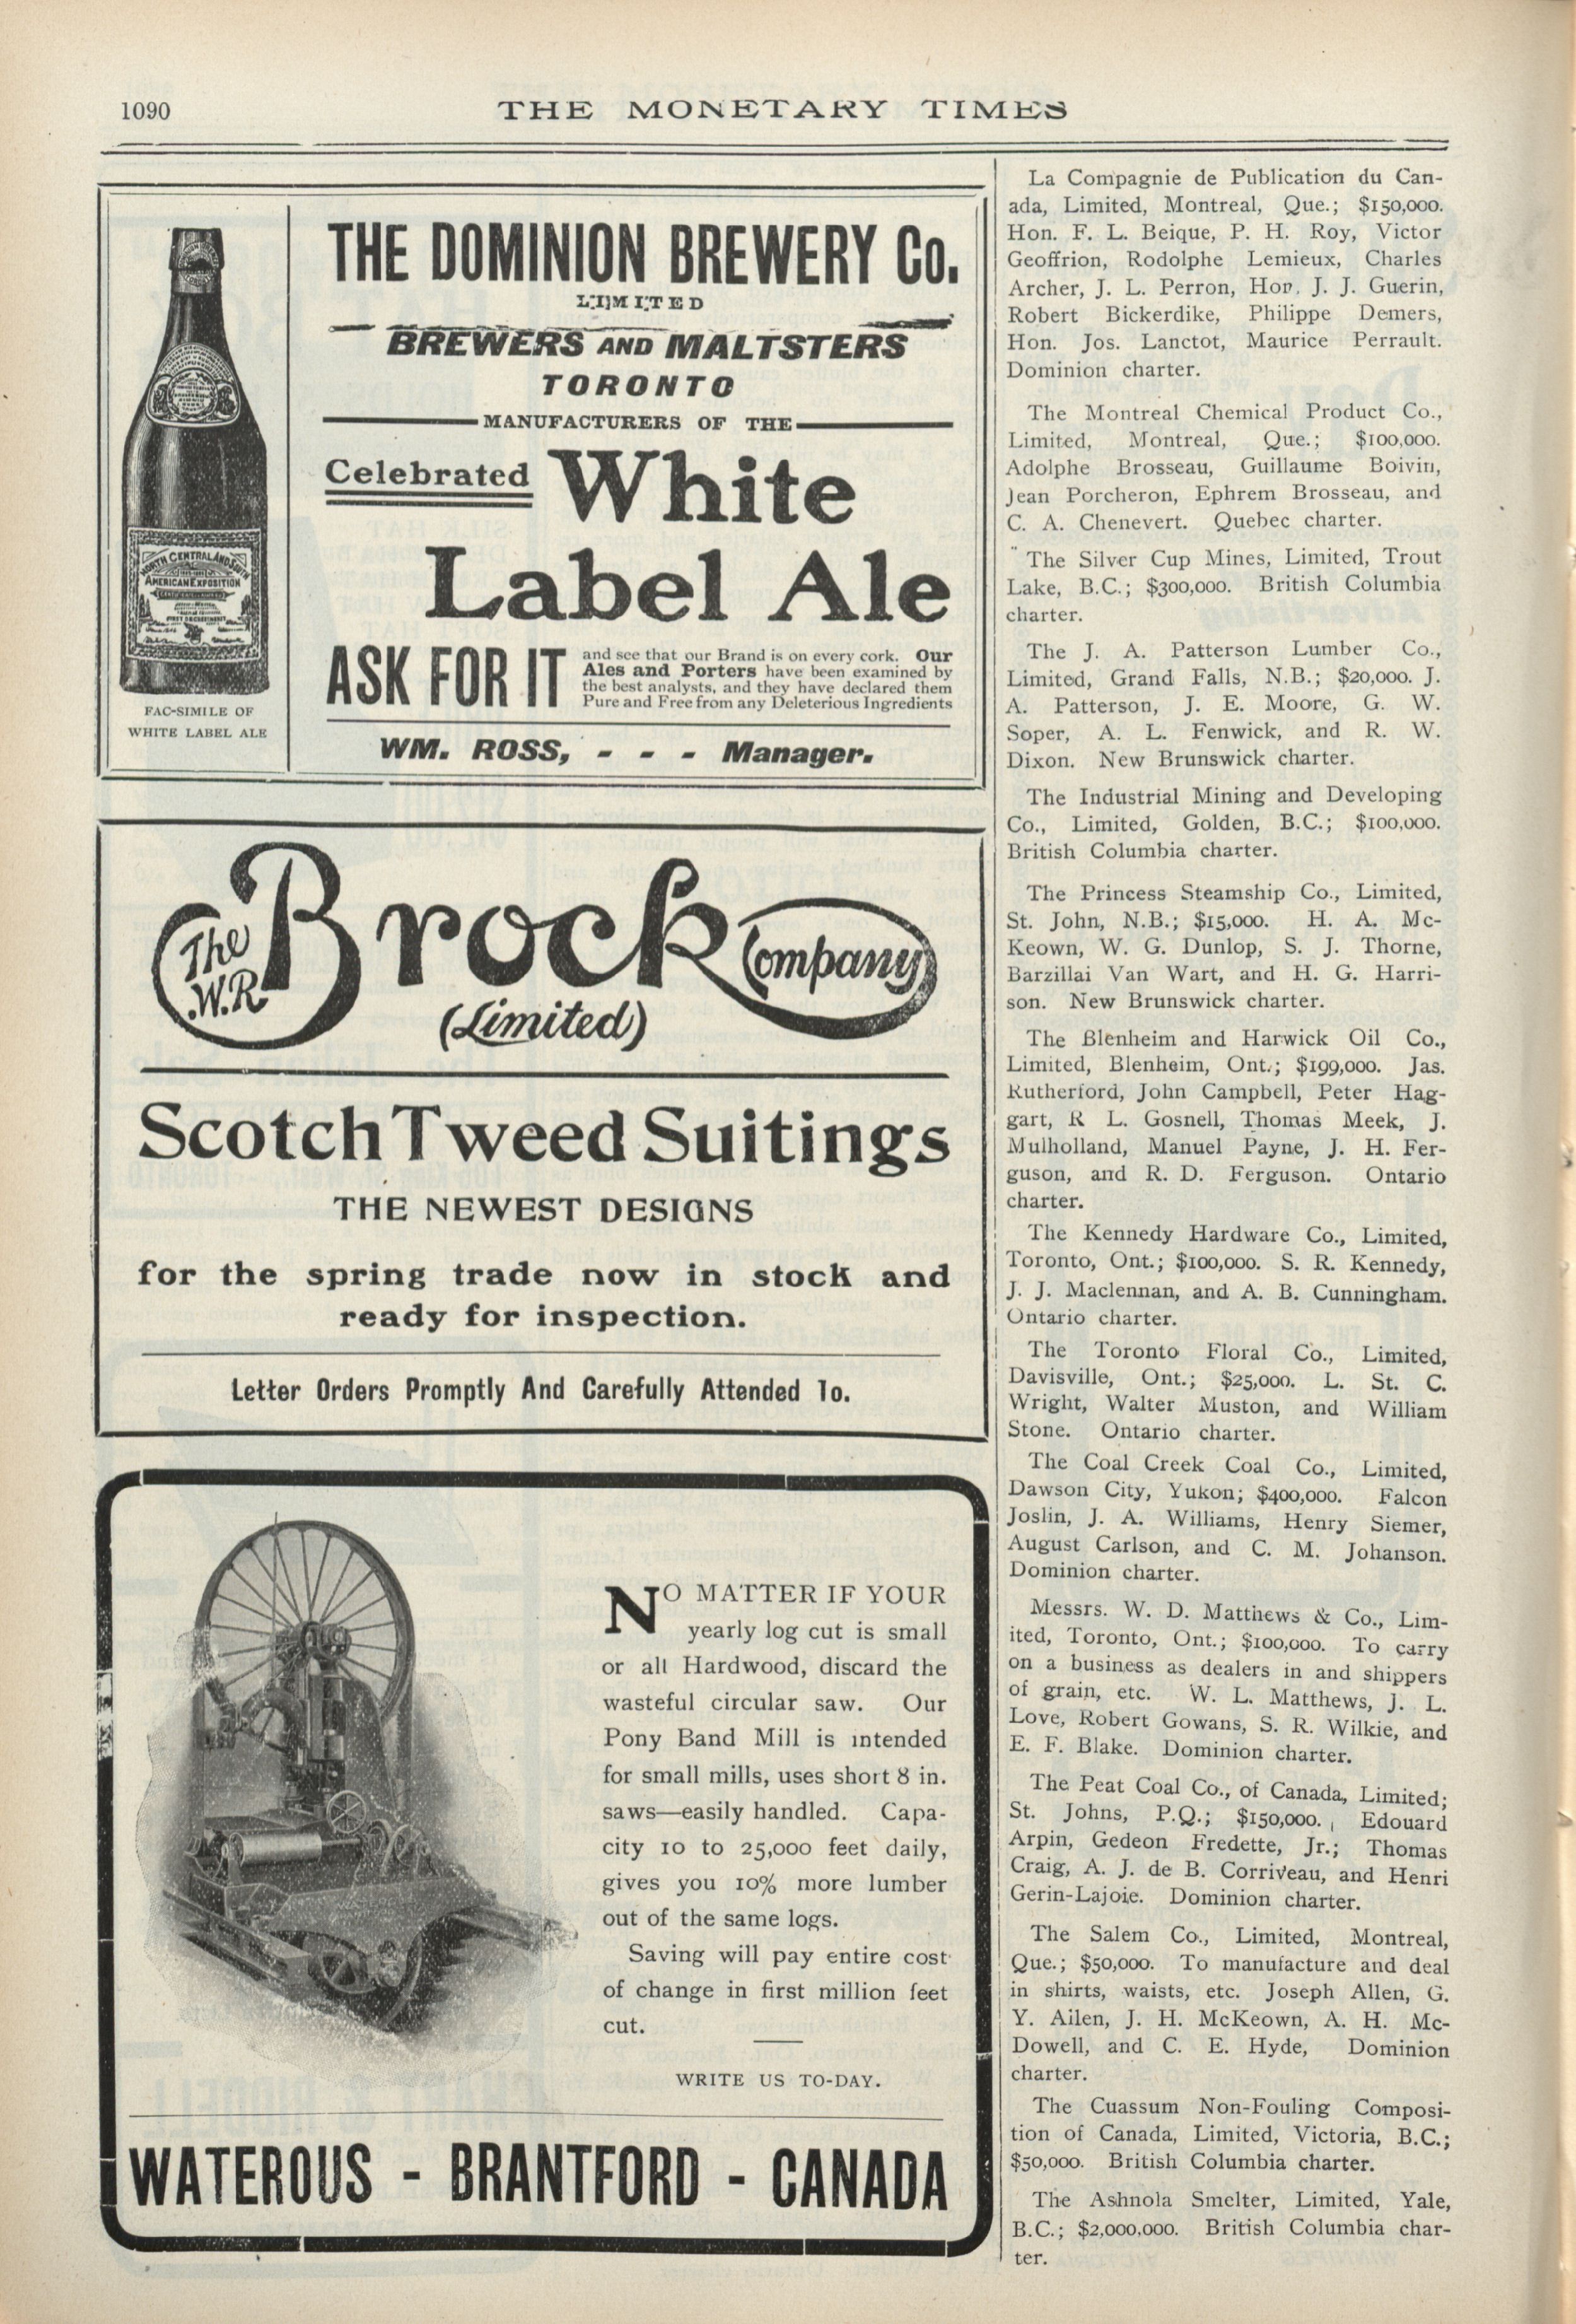 1090
THE MONETARY TIMES
THE DOMINION BREWERY Co.
LIMITED
BREWERS AND MALTSTERS
TORONTO
MANUFACTURERS OF THE
Celebrated White
Label Ale
ASK FOR IT
and see that our Brand is on every cork. Our
Ales and Porters have been examined by
the best analysts, and they have declared them
Pure and Free from any Deleterious Ingredients
WM. ROSS, - - - Manager.
NORTH CENTRAL AND SOUTH
AMERICAN EXPOSITION
FAC-SIMILE OF
WHITE LABEL ALE
The W.R. Brock Company
(Limited)
Scotch Tweed Suitings
THE NEWEST DESIGNS
for the spring trade now in stock and
ready for inspection.
Letter Orders Promptly And Carefully Attended To.
NO MATTER IF YOUR
yearly log cut is small
or all Hardwood, discard the
wasteful circular saw. Our
Pony Band Mill is intended
for small mills, uses short 8 in.
saws—easily handled. Capa-
city 10 to 25,000 feet daily,
gives you 10% more lumber
out of the same logs.
Saving will pay entire cost
of change in first million feet
cut.
WRITE US TO-DAY.
WATEROUS - BRANTFORD - CANADA
La Compagnie de Publication du Can-
ada, Limited, Montreal, Que.; $150,000.
Hon. F. L. Beique, P. H. Roy, Victor
Geoffrion, Rodolphe Lemieux, Charles
Archer, J. L. Perron, Hon. J. J. Guerin,
Robert Bickerdike, Philippe Demers,
Hon. Jos. Lanctot, Maurice Perrault.
Dominion charter.
The Montreal Chemical Product Co.,
Limited, Montreal, Que.; $100,000.
Adolphe Brosseau, Guillaume Boivin,
Jean Porcheron, Ephrem Brosseau, and
C. A. Chenevert. Quebec charter.
The Silver Cup Mines, Limited, Trout
Lake, B.C.; $300,000. British Columbia
charter.
The J. A. Patterson Lumber Co.,
Limited, Grand Falls, N.B.; $20,000. J.
A. Patterson, J. E. Moore, G. W.
Soper, A. L. Fenwick, and R. W.
Dixon. New Brunswick charter.
The Industrial Mining and Developing
Co., Limited, Golden, B.C.; $100,000.
British Columbia charter.
The Princess Steamship Co., Limited,
St. John, N.B.; $15,000. H. A. Mc-
Keown, W. G. Dunlop, S. J. Thorne,
Barzillai Van Wart, and H. G. Harri-
son. New Brunswick charter.
The Blenheim and Harwick Oil Co.,
Limited, Blenheim, Ont.; $199,000. Jas.
Rutherford, John Campbell, Peter Hag-
gart, R L. Gosnell, Thomas Meek, J.
Mulholland, Manuel Payne, J. H. Fer-
guson, and R. D. Ferguson. Ontario
charter.
The Kennedy Hardware Co., Limited,
Toronto, Ont.; $100,000. S. R. Kennedy,
J. J. Maclennan, and A. B. Cunningham.
Ontario charter.
The Toronto Floral Co., Limited,
Davisville, Ont.; $25,000. L. St. C.
Wright, Walter Muston, and William
Stone. Ontario charter.
The Coal Creek Coal Co., Limited,
Dawson City, Yukon; $400,000. Falcon
Joslin, J. A. Williams, Henry Siemer,
August Carlson, and C. M. Johanson.
Dominion charter.
Messrs. W. D. Matthews & Co., Lim-
ited, Toronto, Ont.; $100,000. To carry
on a business as dealers in and shippers
of grain, etc. W. L. Matthews, J. L.
Love, Robert Gowans, S. R. Wilkie, and
E. F. Blake. Dominion charter.
The Peat Coal Co., of Canada, Limited;
St. Johns, P.Q.; $150,000. Edouard
Arpin, Gedeon Fredette, Jr.; Thomas
Craig, A. J. de B. Corriveau, and Henri
Gerin-Lajoie. Dominion charter.
The Salem Co., Limited, Montreal,
Que.; $50,000. To manufacture and deal
in shirts, waists, etc. Joseph Allen, G.
Y. Allen, J. H. McKeown, A. H. Mc-
Dowell, and C. E. Hyde, Dominion
charter.
The Cuassum Non-Fouling Composi-
tion of Canada, Limited, Victoria, B.C.;
$50,000. British Columbia charter.
The Ashnola Smelter, Limited, Yale,
B.C.; $2,000,000. British Columbia char-
ter.